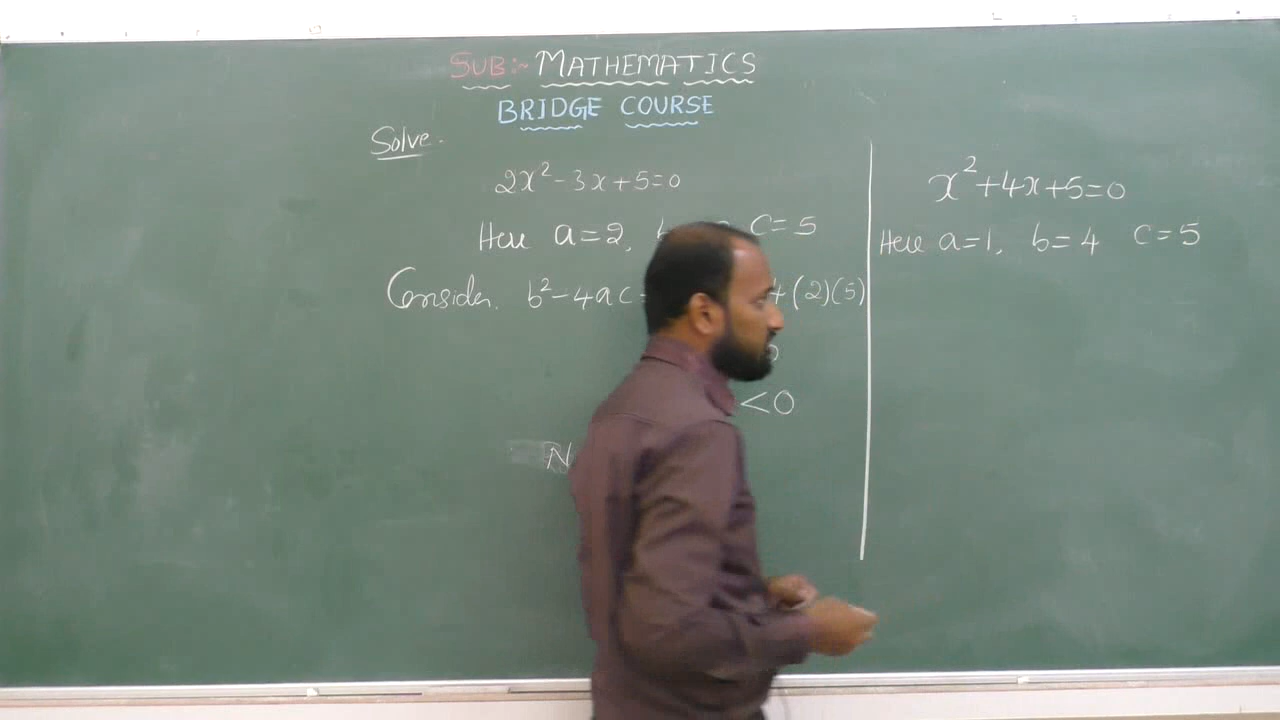 SUB:- MATHEMATICS
BRIDGE COURSE
Solve.
2x²-3x+5=0
Here a=2, c=5
Consider. b²-4ac (2)(5)
<0
x²+4x+5=0
Here a=1, b=4 c=5